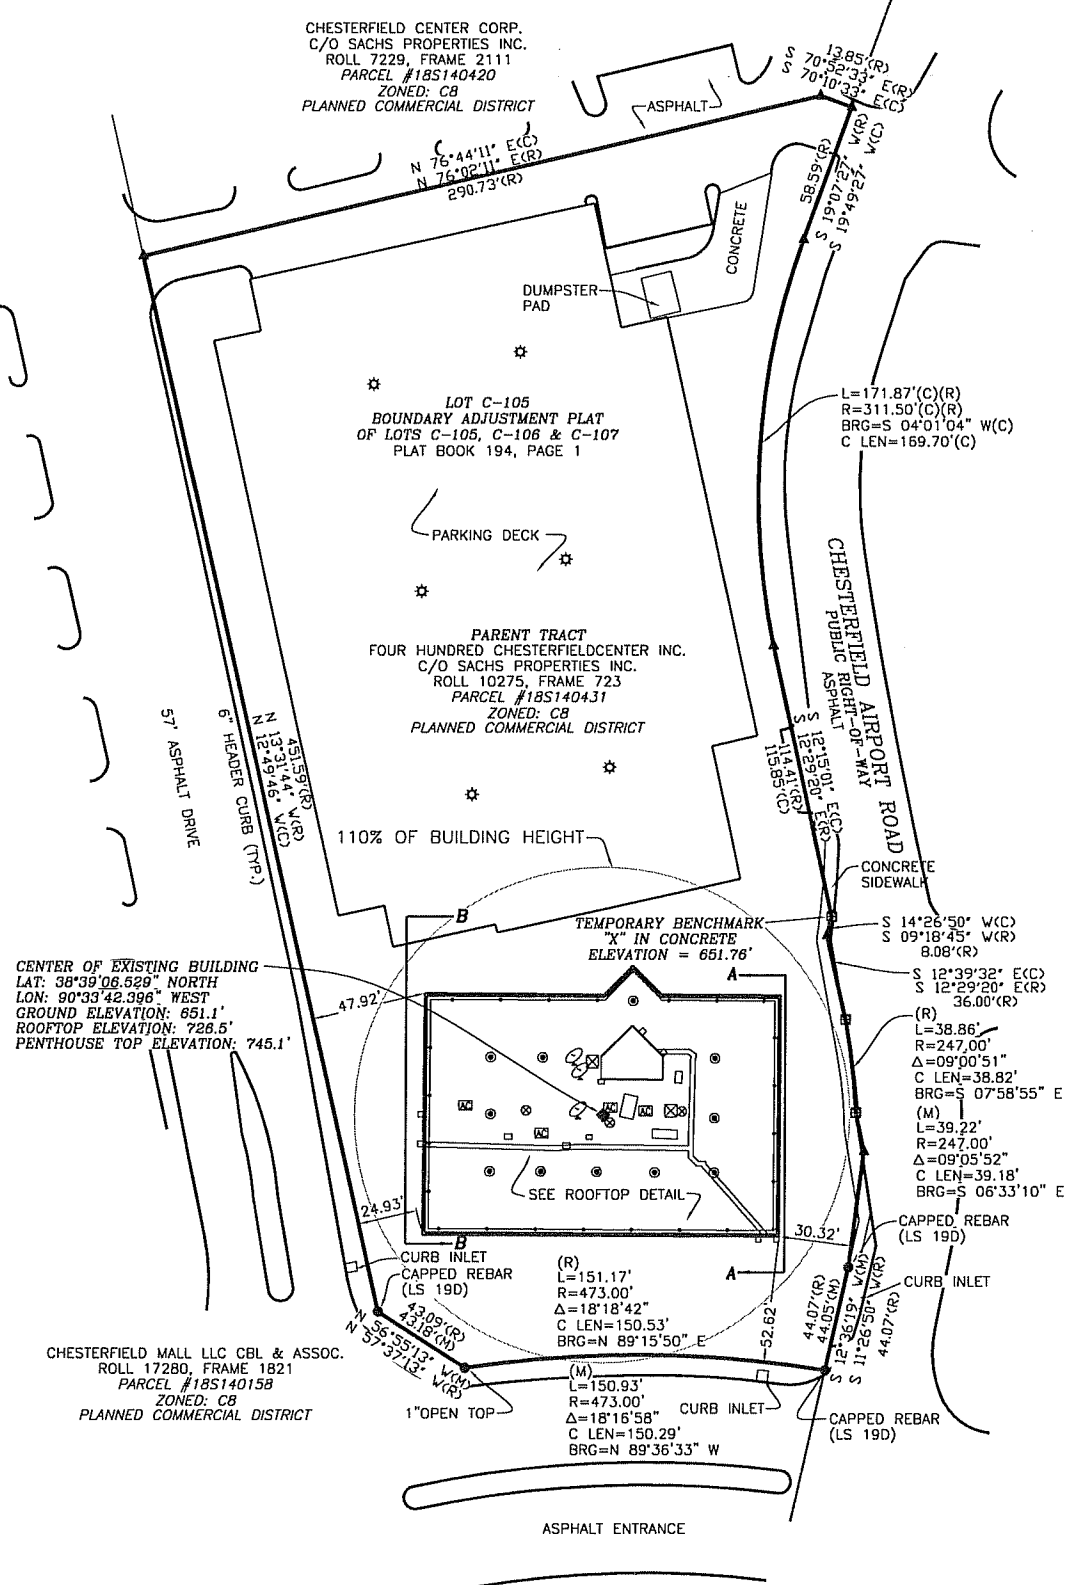 CHESTERFIELD CENTER CORP.
C/O SACHS PROPERTIES INC.
ROLL 7229, FRAME 2111
PARCEL #18S140420
ZONED: C8
PLANNED COMMERCIAL DISTRICT
ASPHALT
13.85'(R)
S 70°52'33" E(R)
S 70°10'33" E(C)
N 76°44'11" E(C)
N 76°02'11" E(R)
290.73'(R)
58.59'(R)
S 19°07'27" W(R)
S 19°49'27" W(C)
CONCRETE
DUMPSTER
PAD
L=171.87'(C)(R)
R=311.50'(C)(R)
BRG=S 04°01'04" W(C)
C LEN=169.70'(C)
LOT C-105
BOUNDARY ADJUSTMENT PLAT
OF LOTS C-105, C-106 & C-107
PLAT BOOK 194, PAGE 1
PARKING DECK
CHESTERFIELD AIRPORT ROAD
PUBLIC RIGHT-OF-WAY
ASPHALT
PARENT TRACT
FOUR HUNDRED CHESTERFIELDCENTER INC.
C/O SACHS PROPERTIES INC.
ROLL 10275, FRAME 723
PARCEL #18S140431
ZONED: C8
PLANNED COMMERCIAL DISTRICT
57' ASPHALT DRIVE
6" HEADER CURB (TYP.)
451.59'(R)
N 13°31'44" W(R)
N 12°49'46" W(C)
S 12°15'01" E(C)
S 12°29'20" E(R)
114.41'(R)
115.85'(C)
110% OF BUILDING HEIGHT
CONCRETE
SIDEWALK
B
TEMPORARY BENCHMARK
"X" IN CONCRETE
ELEVATION = 651.76'
S 14°26'50" W(C)
S 09°18'45" W(R)
8.08'(R)
A
S 12°39'32" E(C)
S 12°29'20" E(R)
36.00'(R)
CENTER OF EXISTING BUILDING
LAT: 38°39'06.529" NORTH
LON: 90°33'42.396" WEST
GROUND ELEVATION: 651.1'
ROOFTOP ELEVATION: 726.5'
PENTHOUSE TOP ELEVATION: 745.1'
47.92'
(R)
L=38.86'
R=247.00'
Δ=09°00'51"
C LEN=38.82'
BRG=S 07°58'55" E
(M)
L=39.22'
R=247.00'
Δ=09°05'52"
C LEN=39.18'
BRG=S 06°33'10" E
AC
AC
AC
AC
SEE ROOFTOP DETAIL
24.93'
30.32'
B
A
CAPPED REBAR
(LS 19D)
CURB INLET
CURB INLET
CAPPED REBAR
(LS 19D)
(R)
L=151.17'
R=473.00'
Δ=18°18'42"
C LEN=150.53'
BRG=N 89°15'50" E
52.62'
44.07'(R)
44.05'(M)
S 12°36'19" W(M)
S 11°26'50" W(R)
44.07'(R)
43.09'(R)
43.18'(M)
N 56°55'13" W(M)
N 57°37'13" W(R)
CHESTERFIELD MALL LLC CBL & ASSOC.
ROLL 17280, FRAME 1821
PARCEL #18S140158
ZONED: C8
PLANNED COMMERCIAL DISTRICT
1"OPEN TOP
(M)
L=150.93'
R=473.00'
Δ=18°16'58"
C LEN=150.29'
BRG=N 89°36'33" W
CURB INLET
CAPPED REBAR
(LS 19D)
ASPHALT ENTRANCE